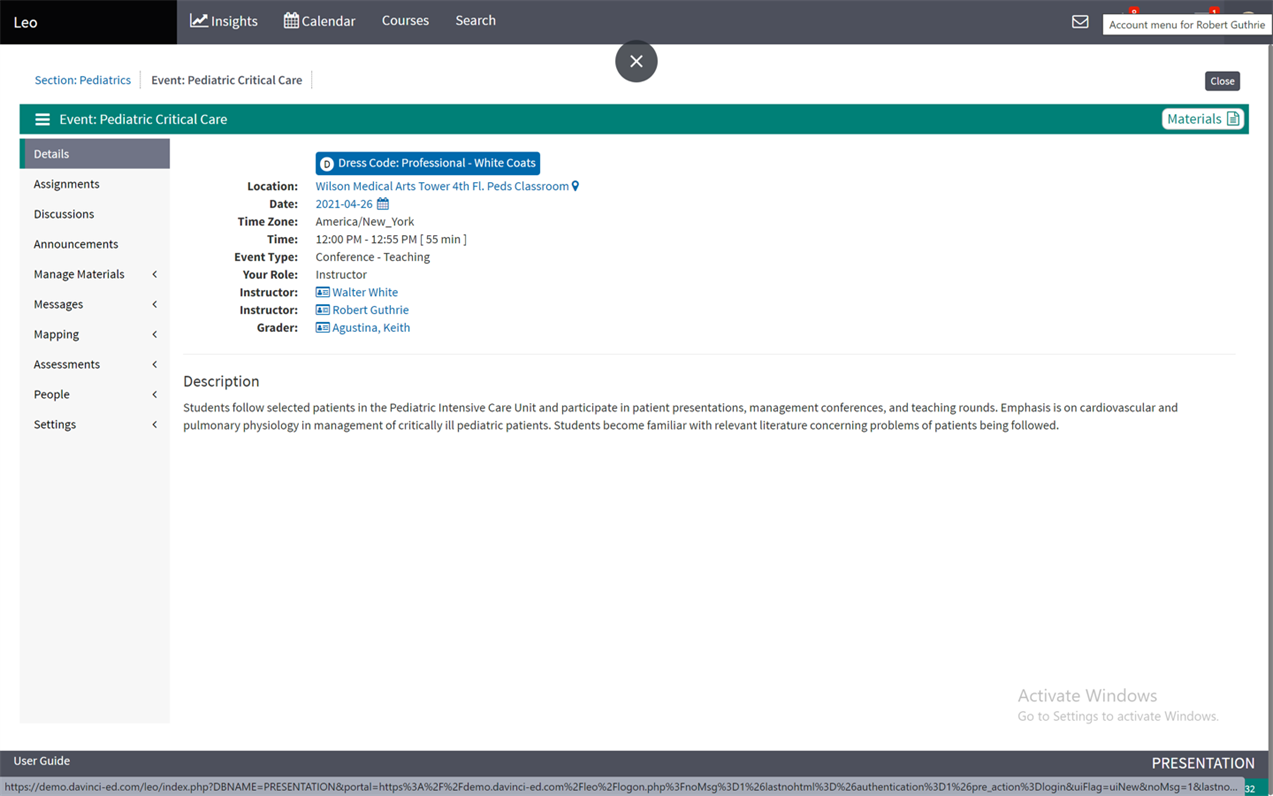 Leo
Insights
Calendar
Courses
Search
9
1
Account menu for Robert Guthrie
Section: Pediatrics
Event: Pediatric Critical Care
Close
Event: Pediatric Critical Care
Materials
Details
Assignments
Discussions
Announcements
Manage Materials
Messages
Mapping
Assessments
People
Settings
D Dress Code: Professional - White Coats
Location: Wilson Medical Arts Tower 4th Fl. Peds Classroom
Date: 2021-04-26
Time Zone: America/New_York
Time: 12:00 PM - 12:55 PM [ 55 min ]
Event Type: Conference - Teaching
Your Role: Instructor
Instructor: Walter White
Instructor: Robert Guthrie
Grader: Agustina, Keith
Description
Students follow selected patients in the Pediatric Intensive Care Unit and participate in patient presentations, management conferences, and teaching rounds. Emphasis is on cardiovascular and
pulmonary physiology in management of critically ill pediatric patients. Students become familiar with relevant literature concerning problems of patients being followed.
Activate Windows
Go to Settings to activate Windows.
User Guide
PRESENTATION
https://demo.davinci-ed.com/leo/index.php?DBNAME=PRESENTATION&portal=https%3A%2F%2Fdemo.davinci-ed.com%2Fleo%2Flogon.php%3FnoMsg%3D1%26lastnohtml%3D%26authentication%3D1%26pre_action%3Dlogin&uiFlag=uiNew&noMsg=1&lastno...
32